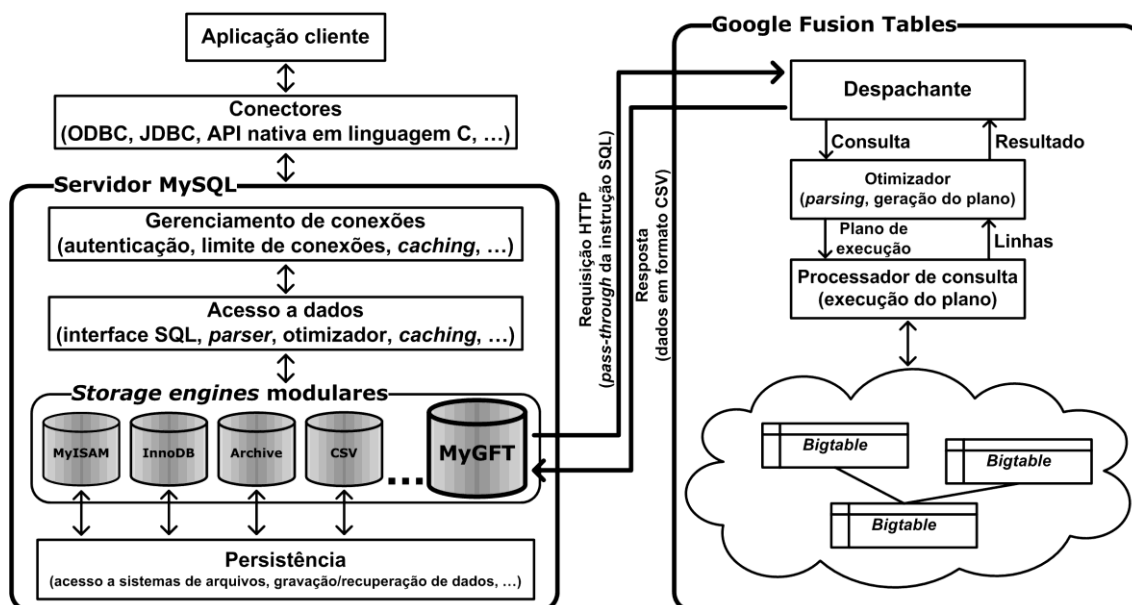 Aplicação cliente
Conectores
(ODBC, JDBC, API nativa em linguagem C, ...)
Servidor MySQL
Gerenciamento de conexões
(autenticação, limite de conexões, caching, ...)
Acesso a dados
(interface SQL, parser, otimizador, caching, ...)
Storage engines modulares
MyISAM
InnoDB
Archive
CSV
...
MyGFT
Persistência
(acesso a sistemas de arquivos, gravação/recuperação de dados, ...)
Requisição HTTP
(pass-through da instrução SQL)
Resposta
(dados em formato CSV)
Google Fusion Tables
Despachante
Consulta
Resultado
Otimizador
(parsing, geração do plano)
Plano de
execução
Linhas
Processador de consulta
(execução do plano)
Bigtable
Bigtable
Bigtable